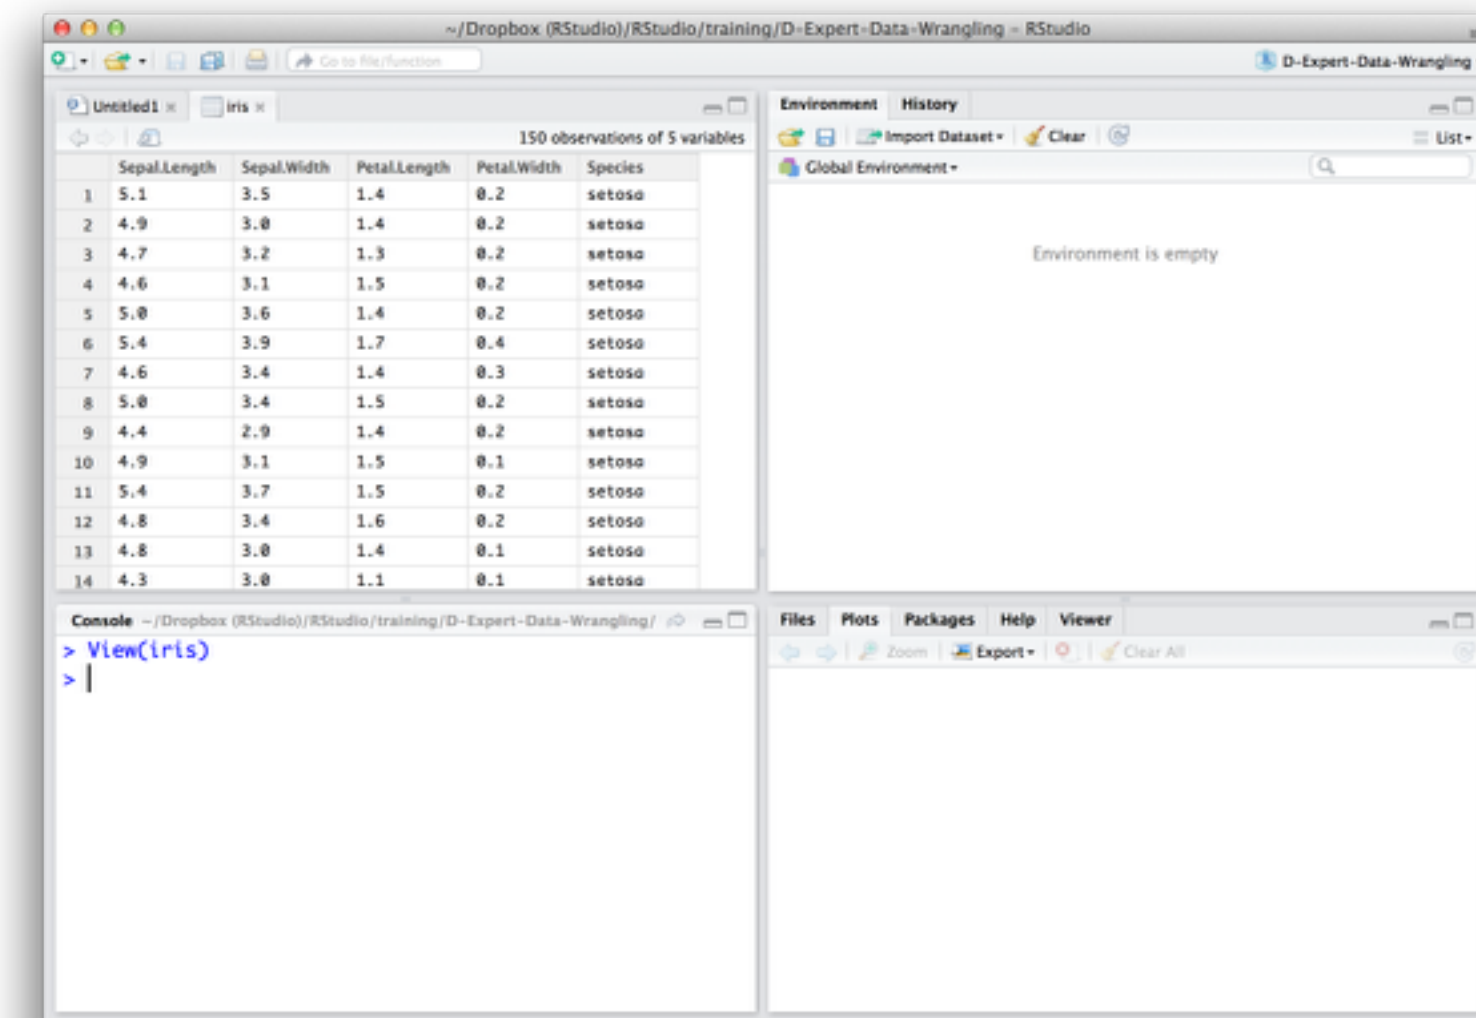 ~/Dropbox (RStudio)/RStudio/training/D-Expert-Data-Wrangling - RStudio
Go to file/function
D-Expert-Data-Wrangling
Untitled1 iris
150 observations of 5 variables
Sepal.Length Sepal.Width Petal.Length Petal.Width Species
1 5.1 3.5 1.4 0.2 setosa
2 4.9 3.0 1.4 0.2 setosa
3 4.7 3.2 1.3 0.2 setosa
4 4.6 3.1 1.5 0.2 setosa
5 5.0 3.6 1.4 0.2 setosa
6 5.4 3.9 1.7 0.4 setosa
7 4.6 3.4 1.4 0.3 setosa
8 5.0 3.4 1.5 0.2 setosa
9 4.4 2.9 1.4 0.2 setosa
10 4.9 3.1 1.5 0.1 setosa
11 5.4 3.7 1.5 0.2 setosa
12 4.8 3.4 1.6 0.2 setosa
13 4.8 3.0 1.4 0.1 setosa
14 4.3 3.0 1.1 0.1 setosa
Environment History
Import Dataset Clear List
Global Environment
Environment is empty
Console ~/Dropbox (RStudio)/RStudio/training/D-Expert-Data-Wrangling/
> View(iris)
>
Files Plots Packages Help Viewer
Zoom Export Clear All